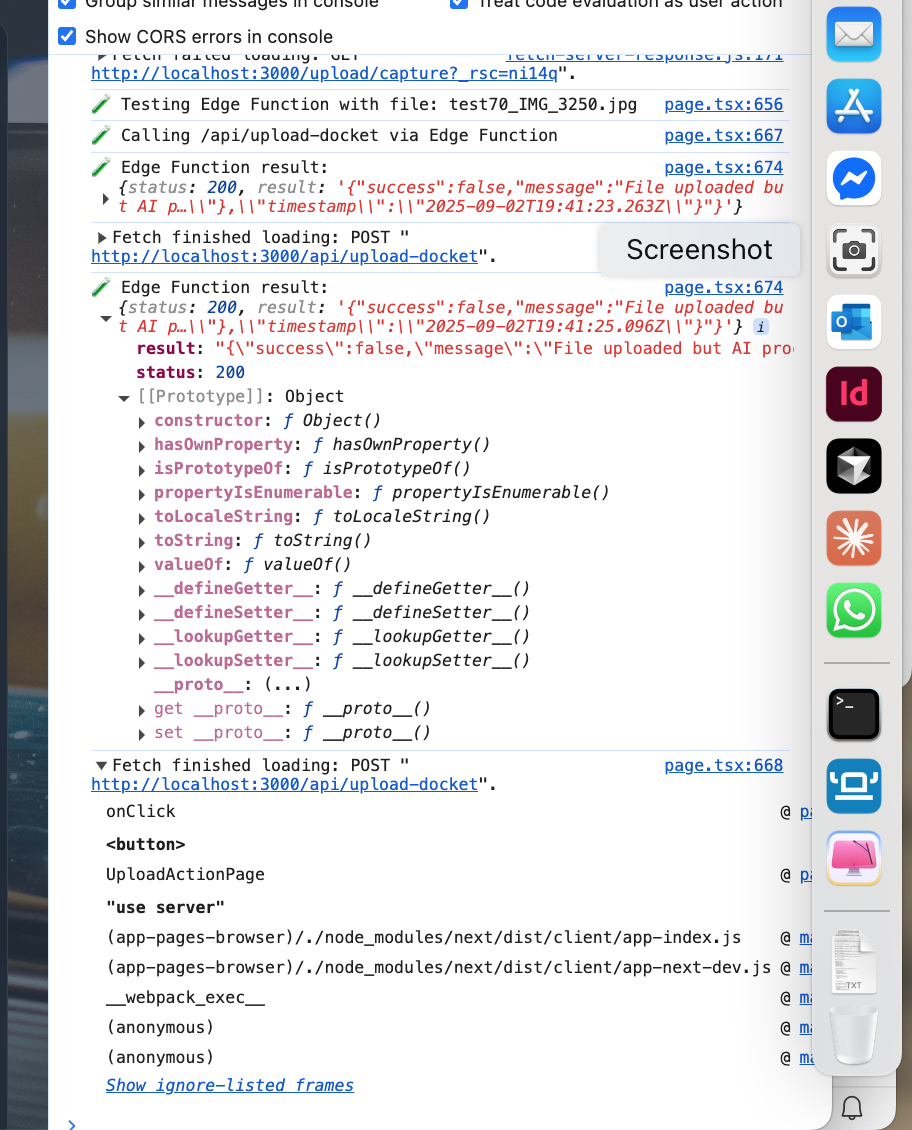 Group similar messages in console
Treat code evaluation as user action
Show CORS errors in console
Fetch failed loading: GET "
fetch-server-response.js:171
http://localhost:3000/upload/capture?_rsc=ni14q".
Testing Edge Function with file: test70_IMG_3250.jpg
page.tsx:656
Calling /api/upload-docket via Edge Function
page.tsx:667
Edge Function result:
page.tsx:674
{status: 200, result: '{"success":false,"message":"File uploaded bu
t AI p…\\"},\\"timestamp\\":\\"2025-09-02T19:41:23.263Z\\"}"}'}
Fetch finished loading: POST "
http://localhost:3000/api/upload-docket".
Screenshot
Edge Function result:
page.tsx:674
{status: 200, result: '{"success":false,"message":"File uploaded bu
t AI p…\\"},\\"timestamp\\":\\"2025-09-02T19:41:25.096Z\\"}"}'} i
result: "{\"success\":false,\"message\":\"File uploaded but AI pro
status: 200
[[Prototype]]: Object
constructor: ƒ Object()
hasOwnProperty: ƒ hasOwnProperty()
isPrototypeOf: ƒ isPrototypeOf()
propertyIsEnumerable: ƒ propertyIsEnumerable()
toLocaleString: ƒ toLocaleString()
toString: ƒ toString()
valueOf: ƒ valueOf()
__defineGetter__: ƒ __defineGetter__()
__defineSetter__: ƒ __defineSetter__()
__lookupGetter__: ƒ __lookupGetter__()
__lookupSetter__: ƒ __lookupSetter__()
__proto__: (...)
get __proto__: ƒ __proto__()
set __proto__: ƒ __proto__()
Fetch finished loading: POST "
page.tsx:668
http://localhost:3000/api/upload-docket".
onClick @ pa
<button>
UploadActionPage @ pa
"use server"
(app-pages-browser)/./node_modules/next/dist/client/app-index.js @ ma
(app-pages-browser)/./node_modules/next/dist/client/app-next-dev.js @ ma
__webpack_exec__ @ ma
(anonymous) @ ma
(anonymous) @ ma
Show ignore-listed frames
Id
TXT